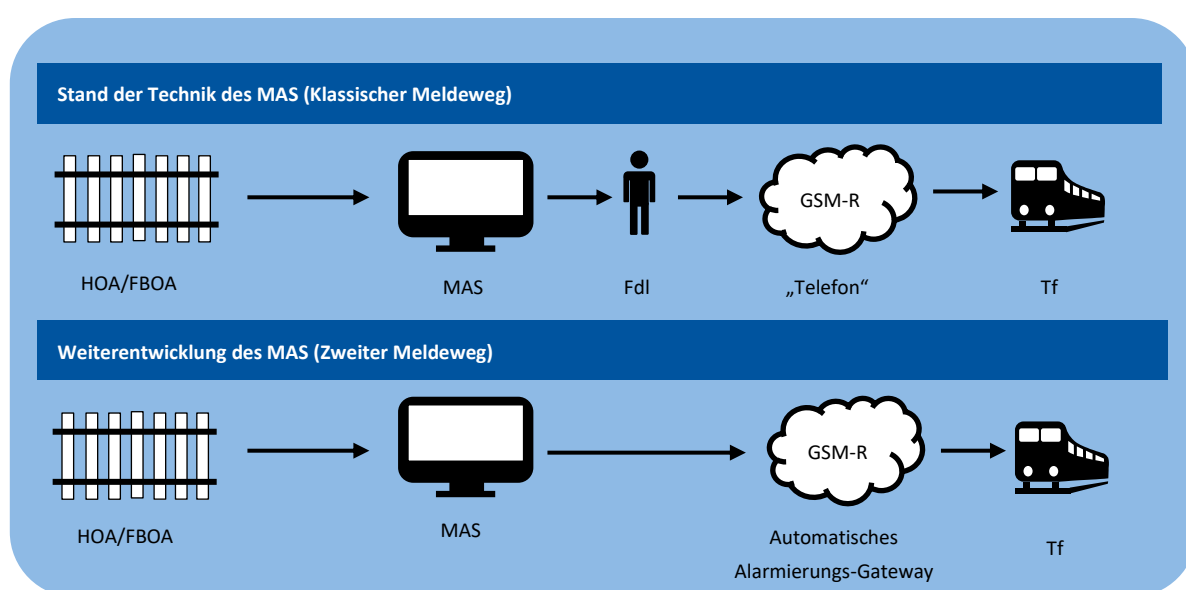 Stand der Technik des MAS (Klassischer Meldeweg)
GSM-R
HOA/FBOA
MAS
Fdl
„Telefon“
Tf
Weiterentwicklung des MAS (Zweiter Meldeweg)
GSM-R
HOA/FBOA
MAS
Automatisches
Alarmierungs-Gateway
Tf